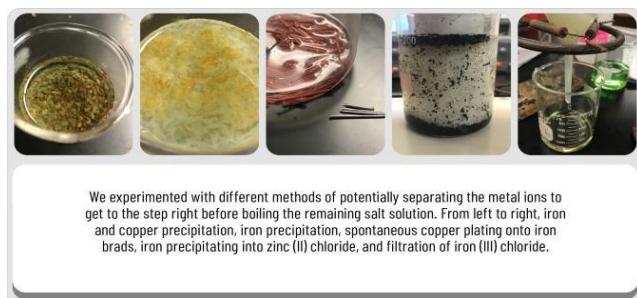 We experimented with different methods of potentially separating the metal ions to
get to the step right before boiling the remaining salt solution. From left to right, iron
and copper precipitation, iron precipitation, spontaneous copper plating onto iron
brads, iron precipitating into zinc (II) chloride, and filtration of iron (III) chloride.